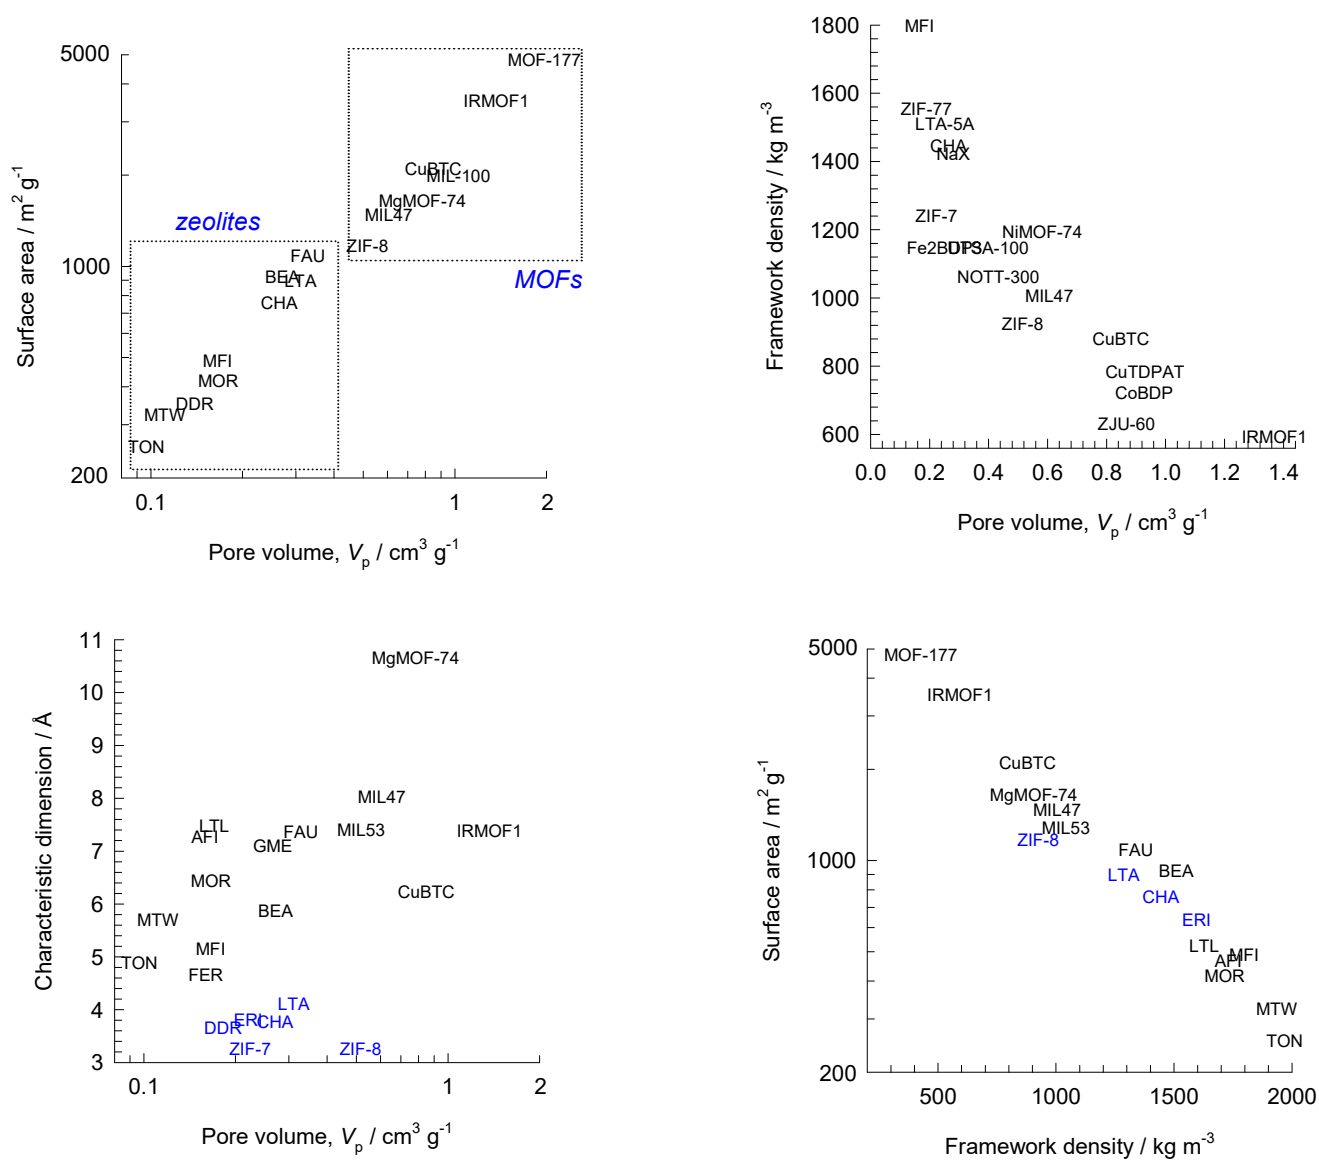 5000
MOF-177
IRMOF1
CuBTC
MIL-100
MgMOF-74
MIL47
ZIF-8
zeolites
FAU
1000
BEA
LTA
CHA
MOFs
MFI
MOR
DDR
MTW
TON
200
0.1 1 2
Surface area / m² g⁻¹
Pore volume, Vₚ / cm³ g⁻¹
1800
MFI
1600
ZIF-77
LTA-5A
CHA
NaX
1400
ZIF-7
1200
NiMOF-74
Fe2BDP3
UTSA-100
NOTT-300
MIL47
1000
ZIF-8
CuBTC
800
CuTDPAT
CoBDP
ZJU-60
600
IRMOF1
0.0 0.2 0.4 0.6 0.8 1.0 1.2 1.4
Framework density / kg m⁻³
Pore volume, Vₚ / cm³ g⁻¹
11
MgMOF-74
10
9
8
MIL47
LTL
AFI
FAU
MIL53
IRMOF1
GME
7
MOR
CuBTC
6
BEA
MTW
MFI
5
TON
FER
LTA
4
ERI
CHA
DDR
ZIF-7
ZIF-8
3
0.1 1 2
Characteristic dimension / Å
Pore volume, Vₚ / cm³ g⁻¹
5000
MOF-177
IRMOF1
CuBTC
MgMOF-74
MIL47
MIL53
ZIF-8
FAU
1000
BEA
LTA
CHA
ERI
LTL
MFI
AFI
MOR
MTW
TON
200
500 1000 1500 2000
Surface area / m² g⁻¹
Framework density / kg m⁻³